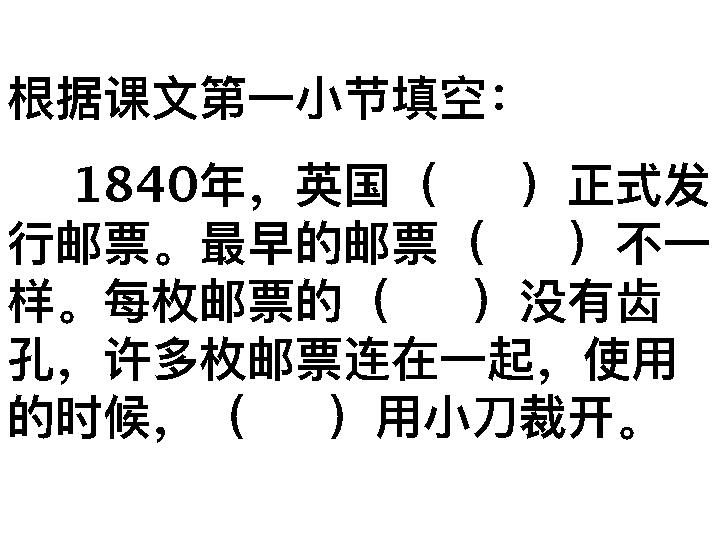 根据课文第一小节填空：
1840年，英国（　　）正式发
行邮票。最早的邮票（　　）不一
样。每枚邮票的（　　）没有齿
孔，许多枚邮票连在一起，使用
的时候，（　　）用小刀裁开。